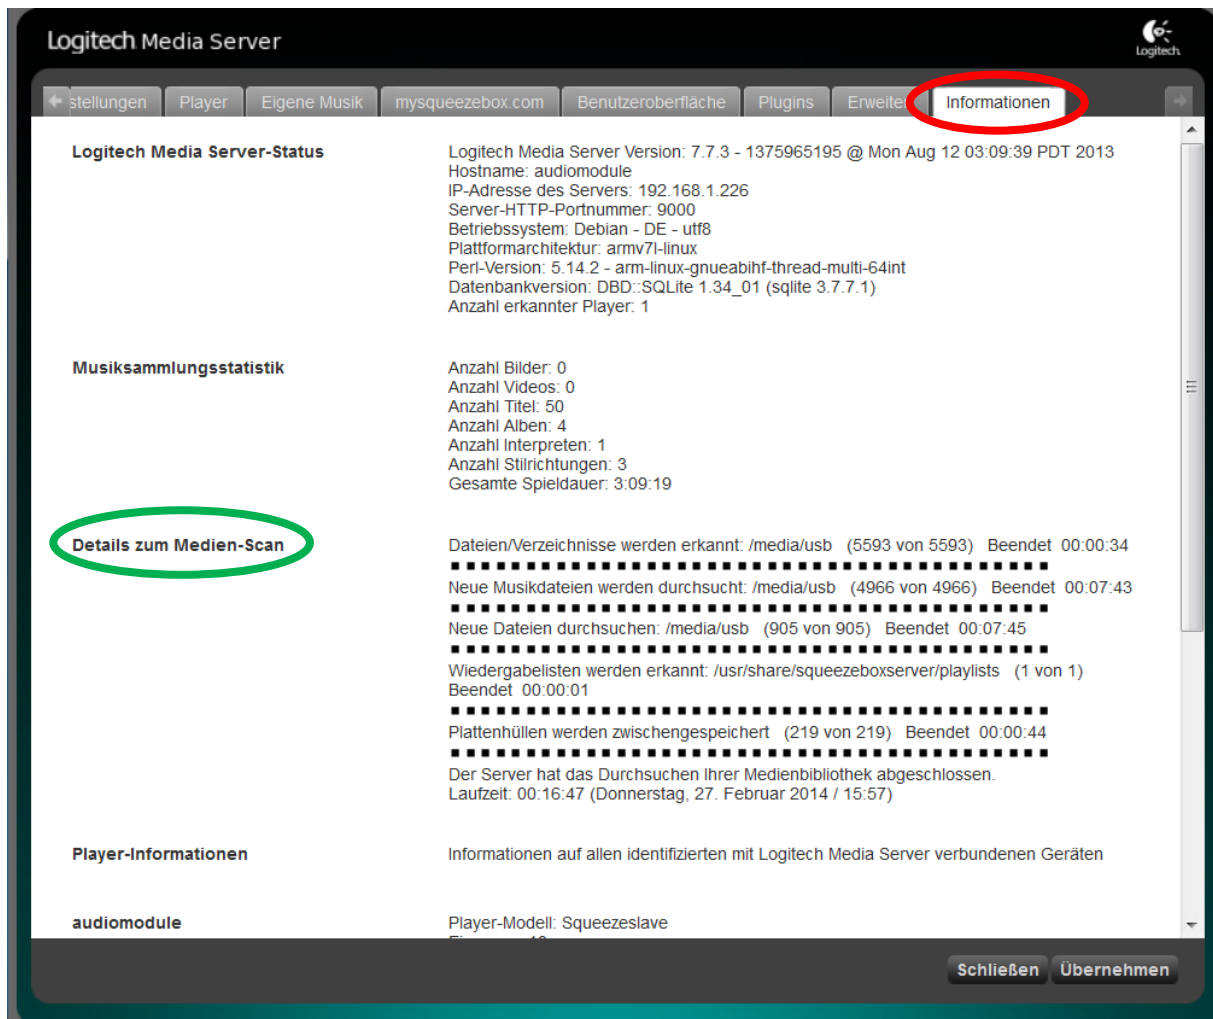 Logitech Media Server
Logitech
stellungen Player Eigene Musik mysqueezebox.com Benutzeroberfläche Plugins Erweite Informationen
Logitech Media Server-Status
Logitech Media Server Version: 7.7.3 - 1375965195 @ Mon Aug 12 03:09:39 PDT 2013
Hostname: audiomodule
IP-Adresse des Servers: 192.168.1.226
Server-HTTP-Portnummer: 9000
Betriebssystem: Debian - DE - utf8
Plattformarchitektur: armv7l-linux
Perl-Version: 5.14.2 - arm-linux-gnueabihf-thread-multi-64int
Datenbankversion: DBD::SQLite 1.34_01 (sqlite 3.7.7.1)
Anzahl erkannter Player: 1
Musiksammlungsstatistik
Anzahl Bilder: 0
Anzahl Videos: 0
Anzahl Titel: 50
Anzahl Alben: 4
Anzahl Interpreten: 1
Anzahl Stilrichtungen: 3
Gesamte Spieldauer: 3:09:19
Details zum Medien-Scan
Dateien/Verzeichnisse werden erkannt: /media/usb (5593 von 5593) Beendet 00:00:34
Neue Musikdateien werden durchsucht: /media/usb (4966 von 4966) Beendet 00:07:43
Neue Dateien durchsuchen: /media/usb (905 von 905) Beendet 00:07:45
Wiedergabelisten werden erkannt: /usr/share/squeezeboxserver/playlists (1 von 1)
Beendet 00:00:01
Plattenhüllen werden zwischengespeichert (219 von 219) Beendet 00:00:44
Der Server hat das Durchsuchen Ihrer Medienbibliothek abgeschlossen.
Laufzeit: 00:16:47 (Donnerstag, 27. Februar 2014 / 15:57)
Player-Informationen
Informationen auf allen identifizierten mit Logitech Media Server verbundenen Geräten
audiomodule
Player-Modell: Squeezeslave
Schließen Übernehmen